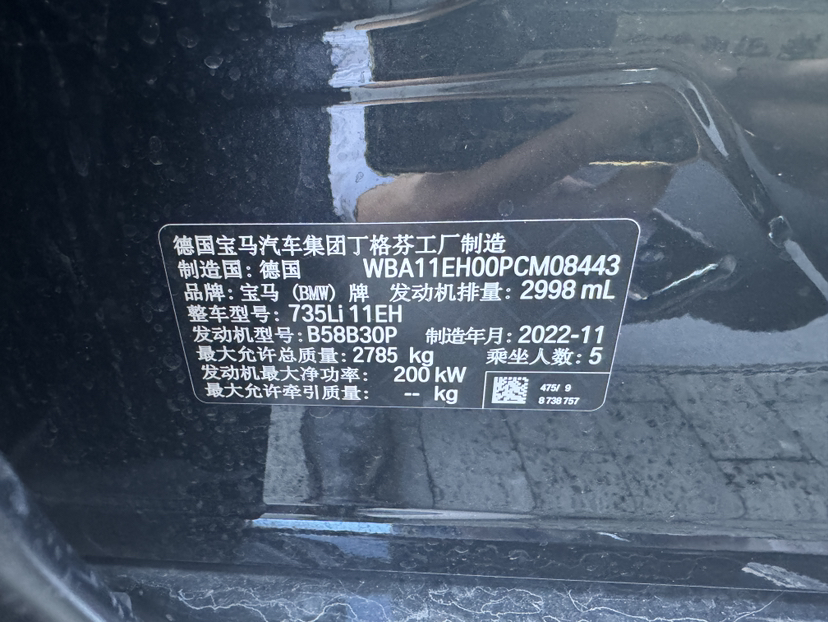 德国宝马汽车集团丁格芬工厂制造
制造国: 德国 WBA11EH00PCM08443
品牌: 宝马 (BMW) 牌 发动机排量: 2998 mL
整车型号: 735Li 11EH
发动机型号: B58B30P 制造年月: 2022-11
最大允许总质量: 2785 kg 乘坐人数: 5
发动机最大净功率: 200 kW
最大允许牵引质量: -- kg
475/ 9
8 738 757